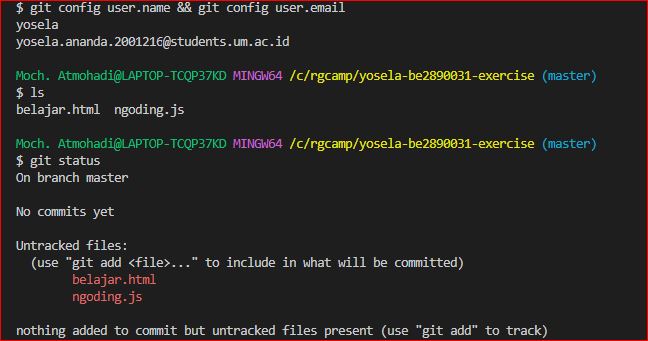 $ git config user.name && git config user.email
yosela
yosela.ananda.2001216@students.um.ac.id
Moch. Atmohadi@LAPTOP-TCQP37KD MINGW64 /c/rgcamp/yosela-be2890031-exercise (master)
$ ls
belajar.html  ngoding.js
Moch. Atmohadi@LAPTOP-TCQP37KD MINGW64 /c/rgcamp/yosela-be2890031-exercise (master)
$ git status
On branch master
No commits yet
Untracked files:
  (use "git add <file>..." to include in what will be committed)
        belajar.html
        ngoding.js
nothing added to commit but untracked files present (use "git add" to track)